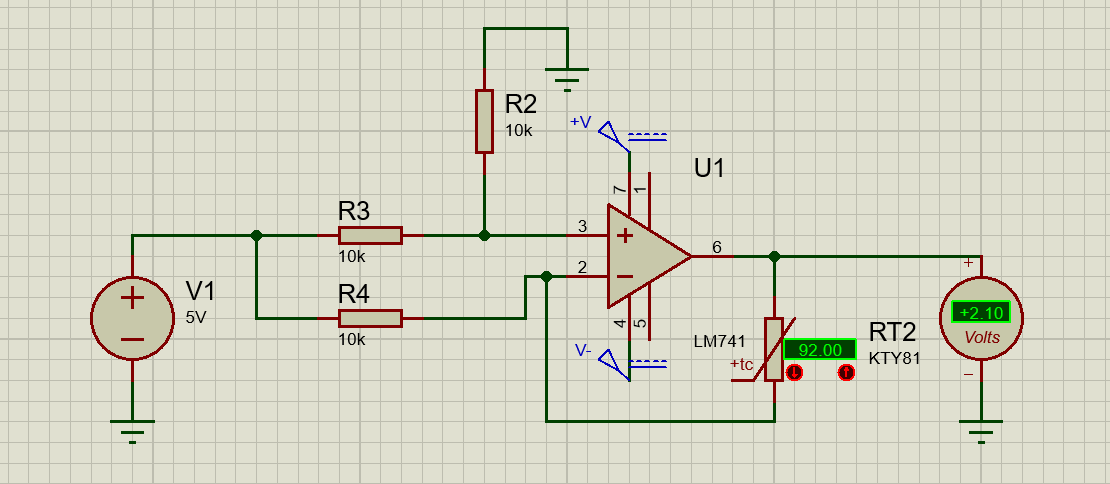 R2
10k
+V
U1
7
1
R3
10k
3
+
6
2
−
R4
10k
V1
5V
+
−
4
5
V-
LM741
+tc
92.00
RT2
KTY81
+
+2.10
Volts
−